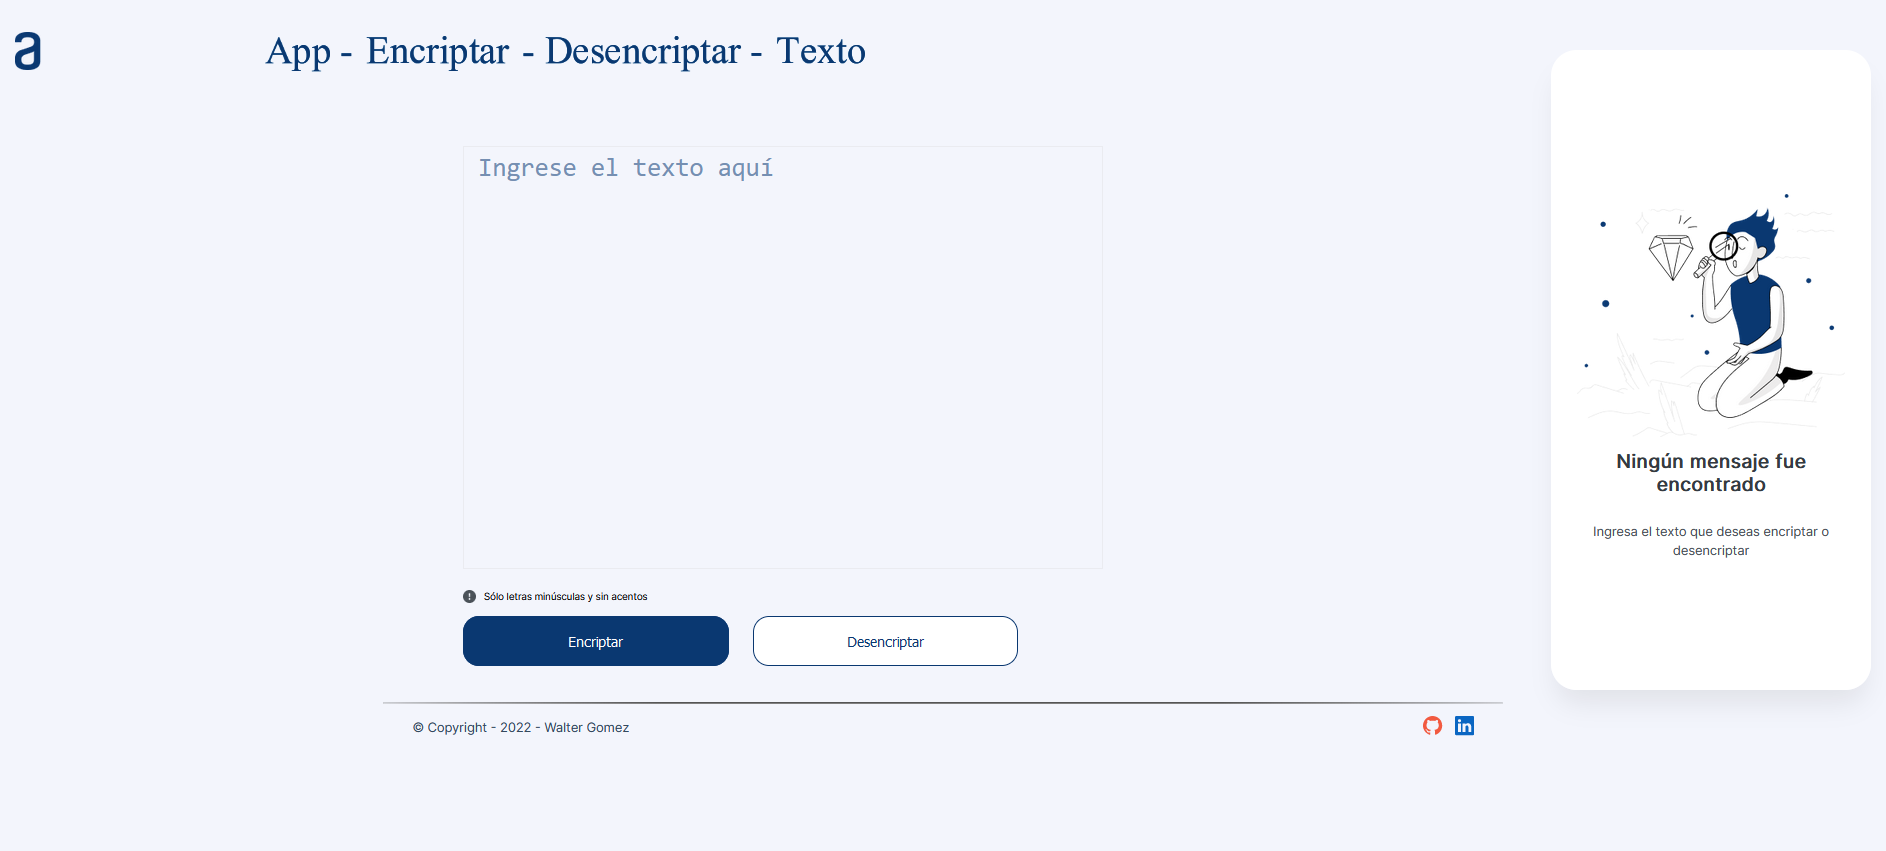 a
App - Encriptar - Desencriptar - Texto
Ingrese el texto aquí
Sólo letras minúsculas y sin acentos
Encriptar
Desencriptar
Ningún mensaje fue
encontrado
Ingresa el texto que deseas encriptar o
desencriptar
© Copyright - 2022 - Walter Gomez
in